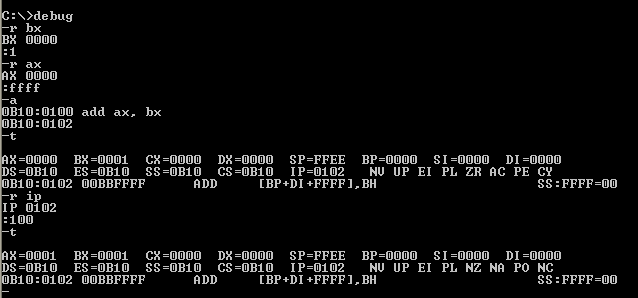 C:\>debug
-r bx
BX 0000
:1
-r ax
AX 0000
:ffff
-a
0B10:0100 add ax, bx
0B10:0102
-t
AX=0000  BX=0001  CX=0000  DX=0000  SP=FFEE  BP=0000  SI=0000  DI=0000
DS=0B10  ES=0B10  SS=0B10  CS=0B10  IP=0102   NV UP EI PL ZR AC PE CY
0B10:0102 00BBFFFF      ADD     [BP+DI+FFFF],BH                    SS:FFFF=00
-r ip
IP 0102
:100
-t
AX=0001  BX=0001  CX=0000  DX=0000  SP=FFEE  BP=0000  SI=0000  DI=0000
DS=0B10  ES=0B10  SS=0B10  CS=0B10  IP=0102   NV UP EI PL NZ NA PO NC
0B10:0102 00BBFFFF      ADD     [BP+DI+FFFF],BH                    SS:FFFF=00
-